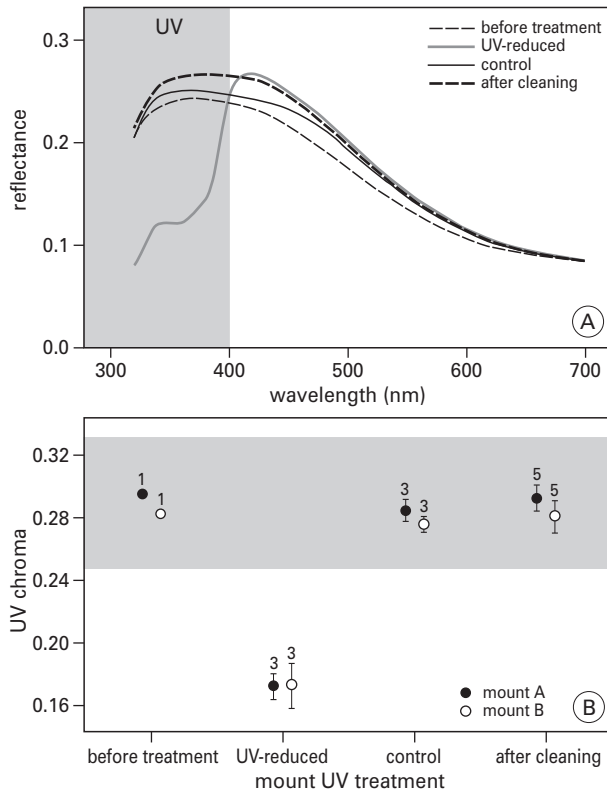 UV
before treatment
UV-reduced
control
after cleaning
0.3
0.2
0.1
0.0
reflectance
A
300 400 500 600 700
wavelength (nm)
0.32
0.28
0.24
0.20
0.16
UV chroma
1
1
3
3
3
3
5
5
mount A
mount B
B
before treatment UV-reduced control after cleaning
mount UV treatment